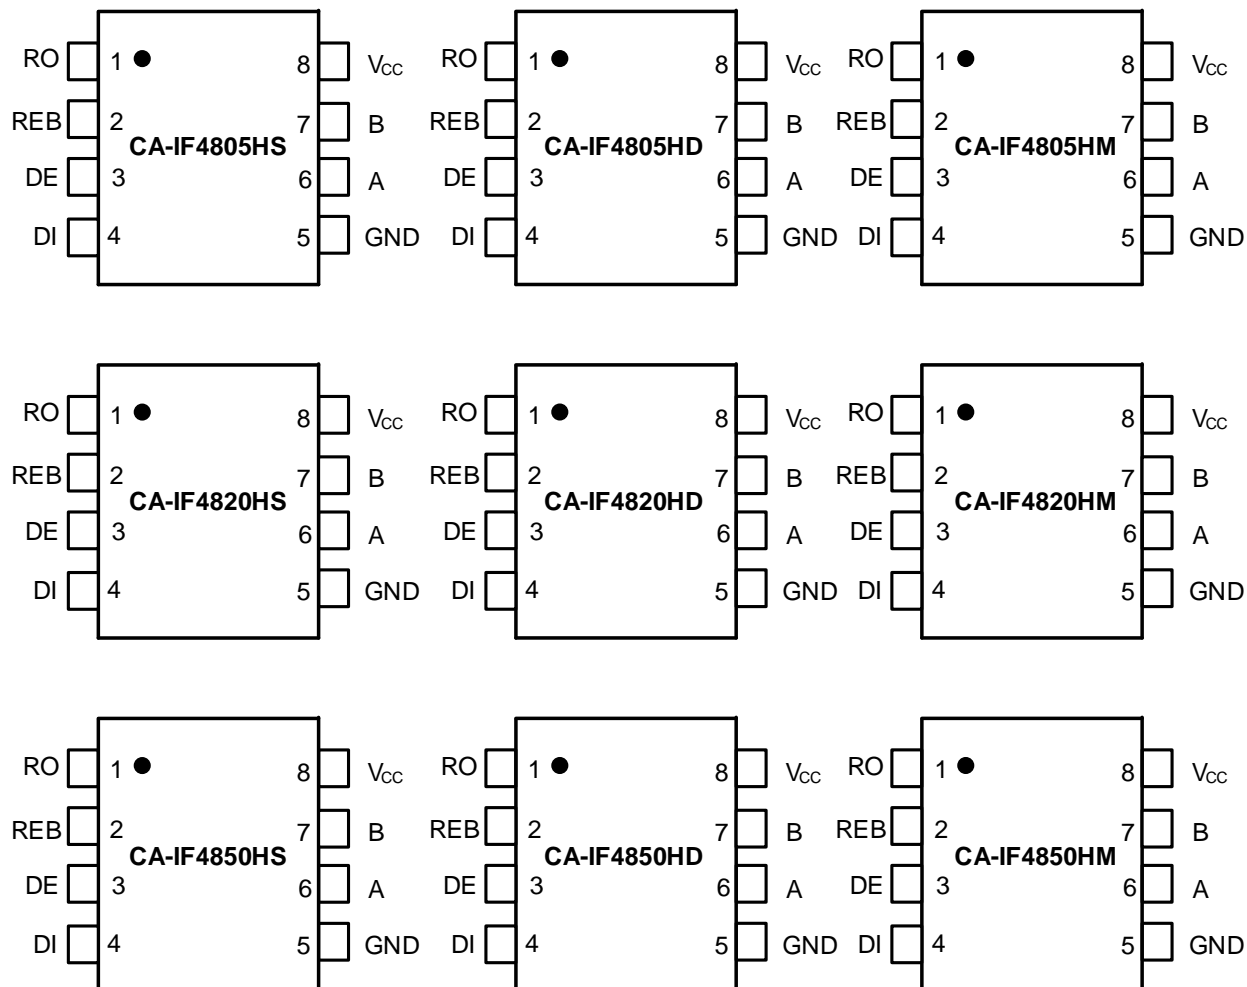 RO 1 8 VCC RO 1 8 VCC RO 1 8 VCC
REB 2 7 B REB 2 7 B REB 2 7 B
CA-IF4805HS CA-IF4805HD CA-IF4805HM
DE 3 6 A DE 3 6 A DE 3 6 A
DI 4 5 GND DI 4 5 GND DI 4 5 GND
RO 1 8 VCC RO 1 8 VCC RO 1 8 VCC
REB 2 7 B REB 2 7 B REB 2 7 B
CA-IF4820HS CA-IF4820HD CA-IF4820HM
DE 3 6 A DE 3 6 A DE 3 6 A
DI 4 5 GND DI 4 5 GND DI 4 5 GND
RO 1 8 VCC RO 1 8 VCC RO 1 8 VCC
REB 2 7 B REB 2 7 B REB 2 7 B
CA-IF4850HS CA-IF4850HD CA-IF4850HM
DE 3 6 A DE 3 6 A DE 3 6 A
DI 4 5 GND DI 4 5 GND DI 4 5 GND